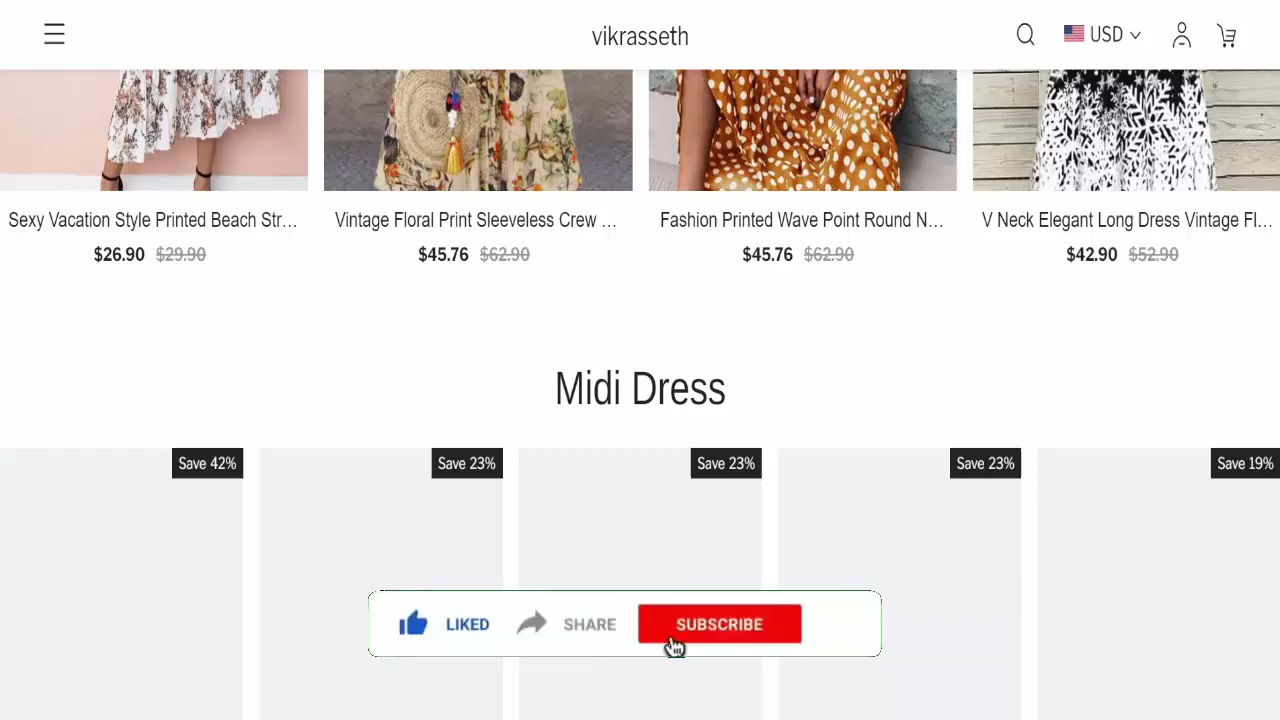 vikrasseth
USD
Sexy Vacation Style Printed Beach Str...
Vintage Floral Print Sleeveless Crew ...
Fashion Printed Wave Point Round N...
V Neck Elegant Long Dress Vintage Fl...
$26.90 $29.90
$45.76 $62.90
$45.76 $62.90
$42.90 $52.90
Midi Dress
Save 42%
Save 23%
Save 23%
Save 23%
Save 19%
LIKED
SHARE
SUBSCRIBE